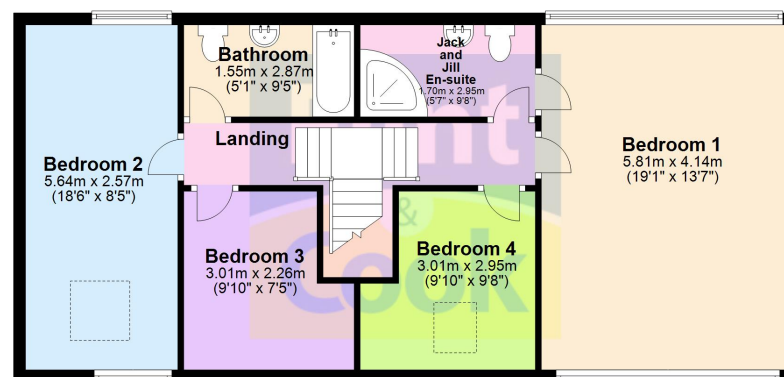 Bathroom
1.55m x 2.87m
(5'1" x 9'5")
Jack
and
Jill
En-suite
1.70m x 2.95m
(5'7" x 9'8")
Landing
Bedroom 2
5.64m x 2.57m
(18'6" x 8'5")
Bedroom 1
5.81m x 4.14m
(19'1" x 13'7")
Bedroom 3
3.01m x 2.26m
(9'10" x 7'5")
Bedroom 4
3.01m x 2.95m
(9'10" x 9'8")
&
Cook